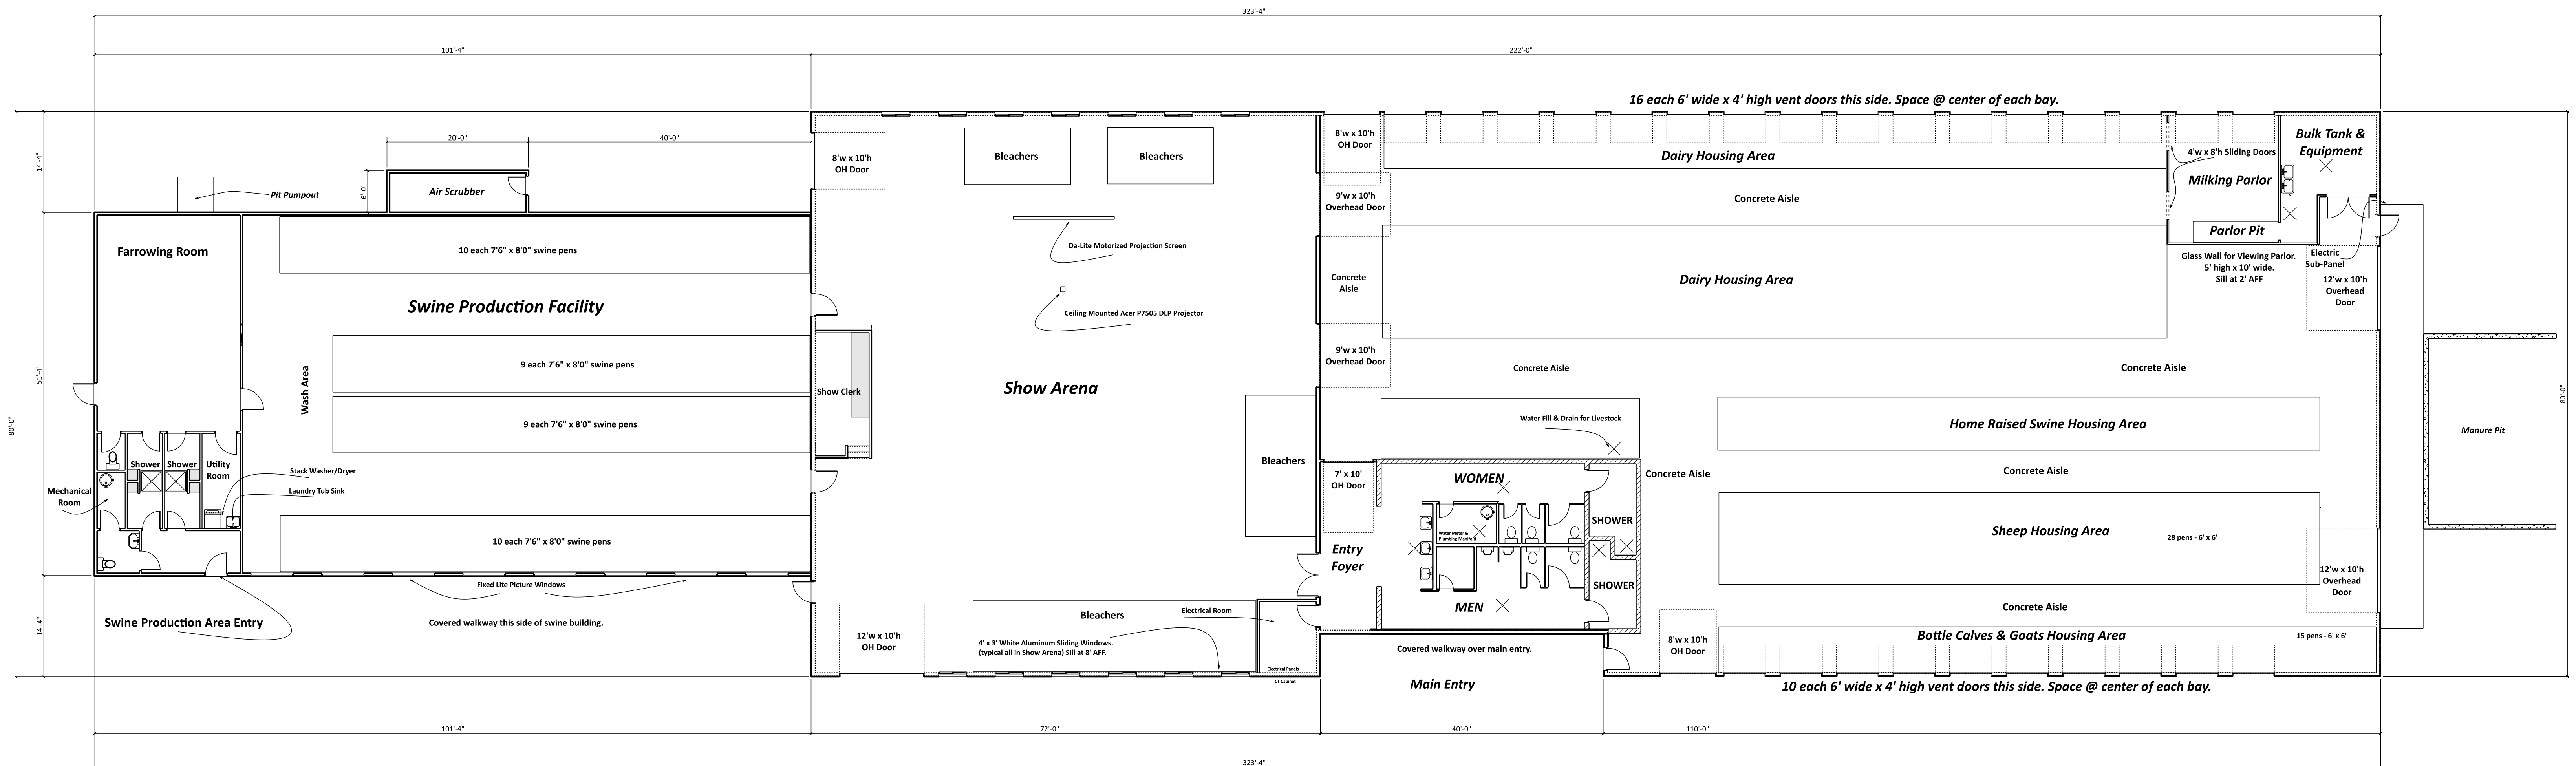 323'-4"
101'-4"
222'-0"
16 each 6' wide x 4' high vent doors this side. Space @ center of each bay.
20'-0"
40'-0"
14'-4"
6'-0"
Pit Pumpout
Air Scrubber
8'w x 10'h
OH Door
Bleachers
Bleachers
8'w x 10'h
OH Door
Dairy Housing Area
4'w x 8'h Sliding Doors
Bulk Tank &
Equipment
Milking Parlor
Concrete Aisle
9'w x 10'h
Overhead Door
Parlor Pit
Farrowing Room
10 each 7'6" x 8'0" swine pens
Da-Lite Motorized Projection Screen
Glass Wall for Viewing Parlor.
5' high x 10' wide.
Sill at 2' AFF
Electric
Sub-Panel
12'w x 10'h
Overhead
Door
Concrete
Aisle
Dairy Housing Area
Swine Production Facility
Ceiling Mounted Acer P7505 DLP Projector
51'-4"
80'-0"
80'-0"
Wash Area
9 each 7'6" x 8'0" swine pens
9'w x 10'h
Overhead Door
Concrete Aisle
Concrete Aisle
Show Clerk
Show Arena
9 each 7'6" x 8'0" swine pens
Water Fill & Drain for Livestock
Home Raised Swine Housing Area
Manure Pit
Shower
Shower
Utility
Room
Stack Washer/Dryer
Laundry Tub Sink
Mechanical
Room
Bleachers
7' x 10'
OH Door
WOMEN
Concrete Aisle
Concrete Aisle
SHOWER
Water Meter &
Plumbing Manifold
10 each 7'6" x 8'0" swine pens
Entry
Foyer
Sheep Housing Area
28 pens - 6' x 6'
12'w x 10'h
Overhead
Door
SHOWER
MEN
Fixed Lite Picture Windows
Swine Production Area Entry
Covered walkway this side of swine building.
14'-4"
12'w x 10'h
OH Door
Bleachers
Electrical Room
4' x 3' White Aluminum Sliding Windows.
(typical all in Show Arena) Sill at 8' AFF.
Electrical Panels
CT Cabinet
Covered walkway over main entry.
Main Entry
8'w x 10'h
OH Door
Concrete Aisle
Bottle Calves & Goats Housing Area
15 pens - 6' x 6'
10 each 6' wide x 4' high vent doors this side. Space @ center of each bay.
101'-4"
72'-0"
40'-0"
110'-0"
323'-4"